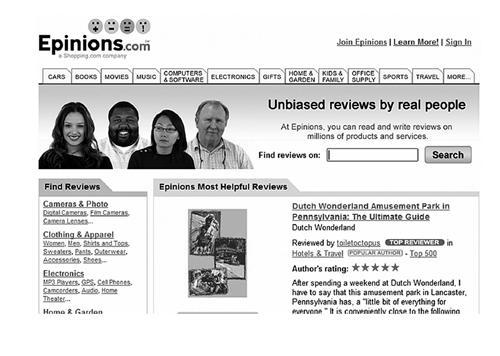 Epinions.com
a Shopping.com company
Join Epinions | Learn More! | Sign In
CARS BOOKS MOVIES MUSIC COMPUTERS & SOFTWARE ELECTRONICS GIFTS HOME & GARDEN KIDS & FAMILY OFFICE SUPPLY SPORTS TRAVEL MORE...
Unbiased reviews by real people
At Epinions, you can read and write reviews on
millions of products and services.
Find reviews on: Search
Find Reviews
Cameras & Photo
Digital Cameras, Film Cameras,
Camera Lenses...
Clothing & Apparel
Women, Men, Shirts and Tops,
Sweaters, Pants, Outerwear,
Accessories, Shoes...
Electronics
MP3 Players, GPS, Cell Phones,
Camcorders, Audio, Home
Theater...
Home & Garden
Epinions Most Helpful Reviews
Dutch Wonderland Amusement Park in
Pennsylvania: The Ultimate Guide
Dutch Wonderland
Reviewed by toiletoctopus TOP REVIEWER in
Hotels & Travel POPULAR AUTHOR - Top 500
Author's rating: ★★★★★
After spending a weekend at Dutch Wonderland, I
have to say that this amusement park in Lancaster,
Pennsylvania has, a "little bit of everything for
everyone." It is conveniently close to the following